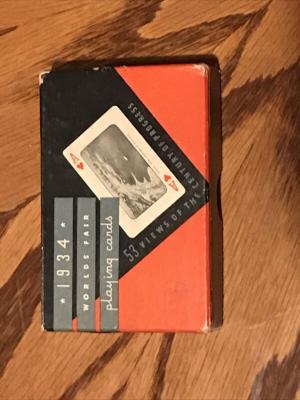 ★ 1934 ★
WORLDS FAIR
playing cards
53 VIEWS OF THE
CENTURY OF PROGRESS
A
A